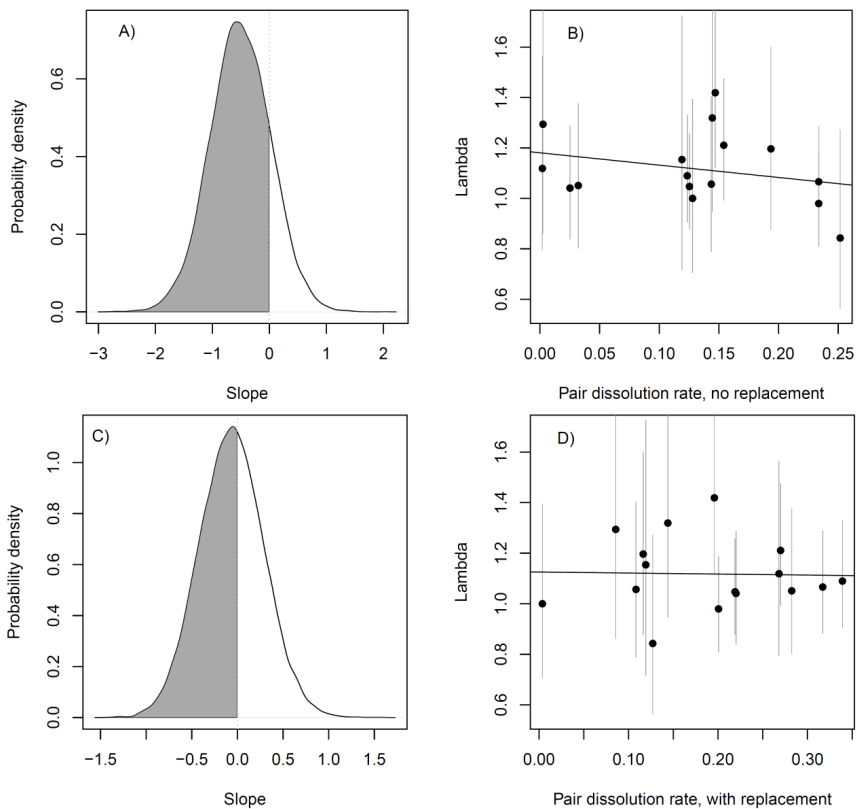 A)
Probability density
0.0 0.2 0.4 0.6
−3 −2 −1 0 1 2
Slope
B)
Lambda
0.6 0.8 1.0 1.2 1.4 1.6
0.00 0.05 0.10 0.15 0.20 0.25
Pair dissolution rate, no replacement
C)
Probability density
0.0 0.2 0.4 0.6 0.8 1.0
−1.5 −0.5 0.0 0.5 1.0 1.5
Slope
D)
Lambda
0.6 0.8 1.0 1.2 1.4 1.6
0.00 0.10 0.20 0.30
Pair dissolution rate, with replacement